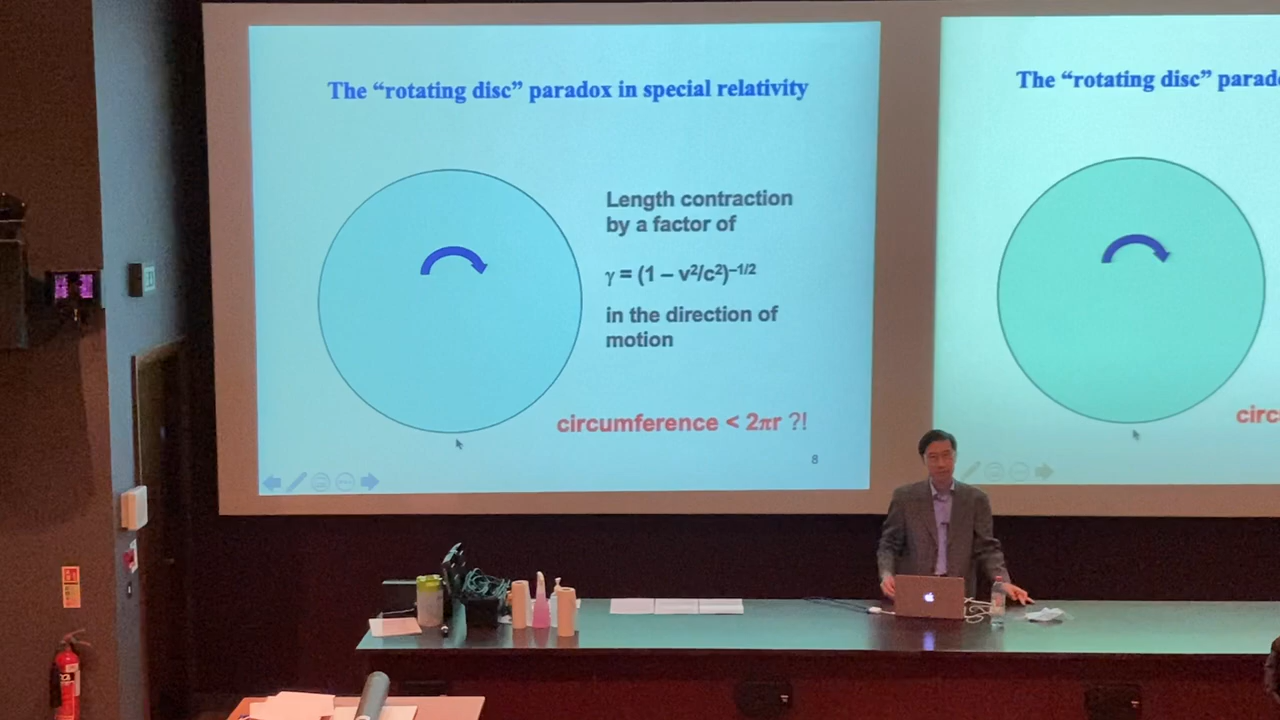 The “rotating disc” paradox in special relativity
Length contraction
by a factor of
γ = (1 – v²/c²)–1/2
in the direction of
motion
circumference < 2πr ?!
8
The “rotating disc” parad
circ